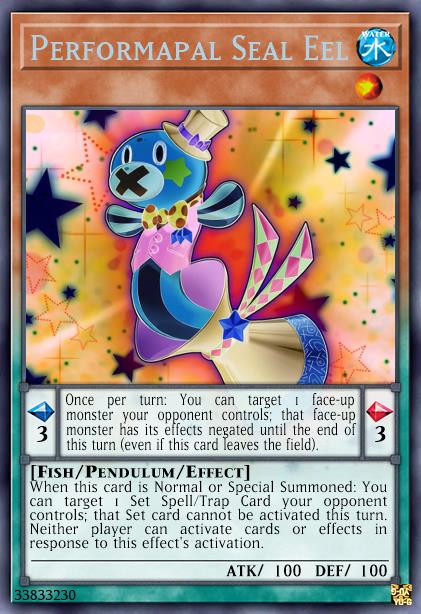 Performapal Seal Eel
WATER
水
Once per turn: You can target 1 face-up
monster your opponent controls; that face-up
monster has its effects negated until the end of
this turn (even if this card leaves the field).
3
3
[Fish/Pendulum/Effect]
When this card is Normal or Special Summoned: You
can target 1 Set Spell/Trap Card your opponent
controls; that Set card cannot be activated this turn.
Neither player can activate cards or effects in
response to this effect's activation.
ATK/ 100 DEF/ 100
33833230